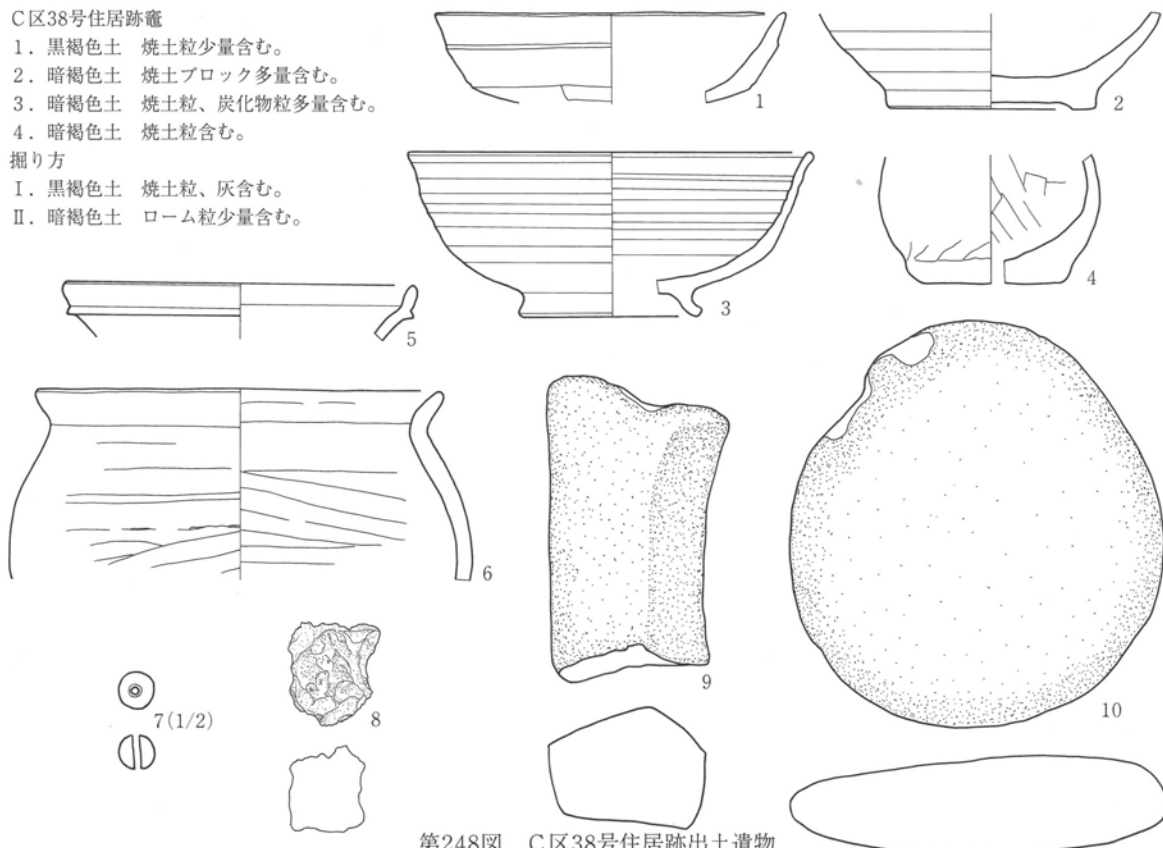 C区38号住居跡竈
1．黒褐色土　焼土粒少量含む。
2．暗褐色土　焼土ブロック多量含む。
3．暗褐色土　焼土粒、炭化物粒多量含む。
4．暗褐色土　焼土粒含む。
掘り方
Ⅰ．黒褐色土　焼土粒、灰含む。
Ⅱ．暗褐色土　ローム粒少量含む。
1
2
3
4
5
6
7(1/2)
8
9
10
第248図　C区38号住居跡出土遺物